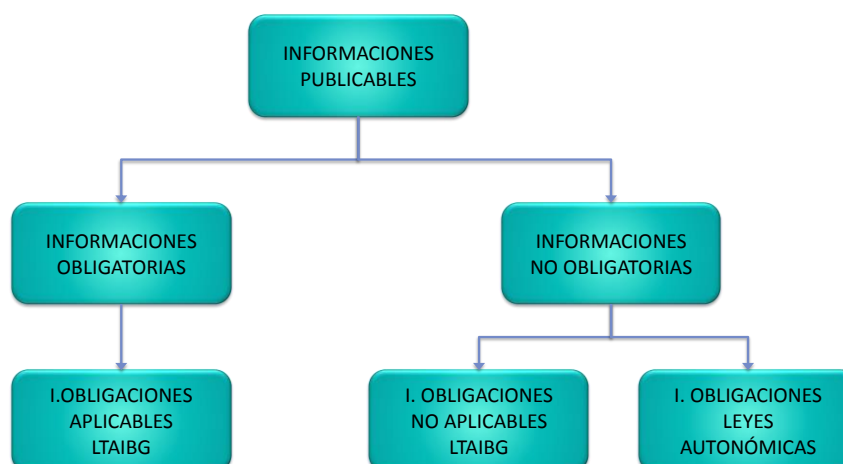 INFORMACIONES
PUBLICABLES
INFORMACIONES
OBLIGATORIAS
INFORMACIONES
NO OBLIGATORIAS
I.OBLIGACIONES
APLICABLES
LTAIBG
I. OBLIGACIONES
NO APLICABLES
LTAIBG
I. OBLIGACIONES
LEYES
AUTONÓMICAS